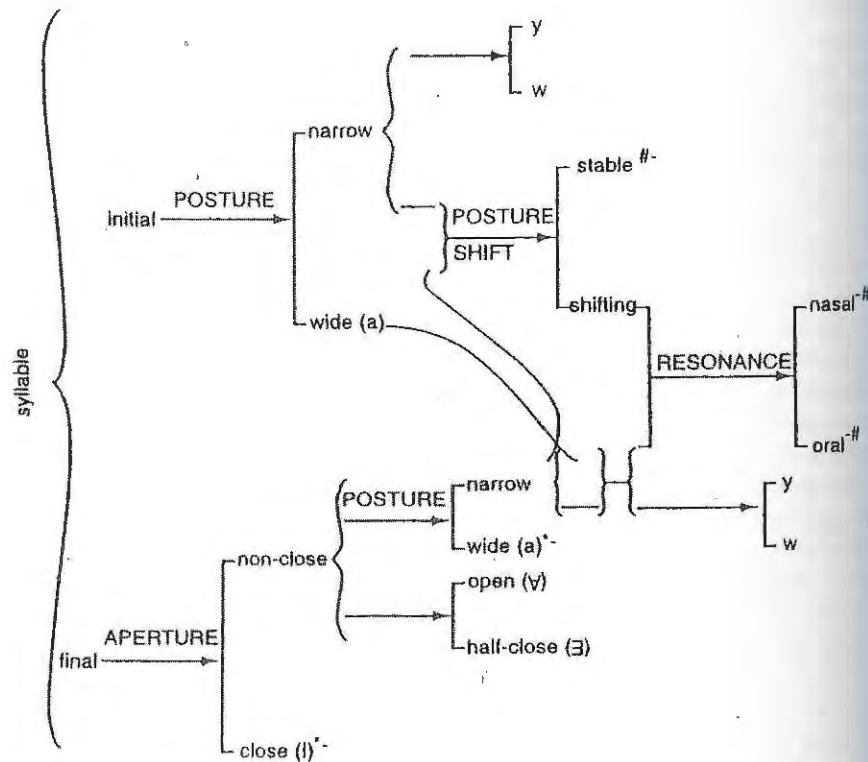 y
w
narrow
stable #-
POSTURE
initial
POSTURE
SHIFT
shifting
nasal-#
wide (a)
RESONANCE
syllable
oral-#
POSTURE
narrow
y
wide (a)*-
w
non-close
open (∀)
APERTURE
final
half-close (∃)
close (I)*-